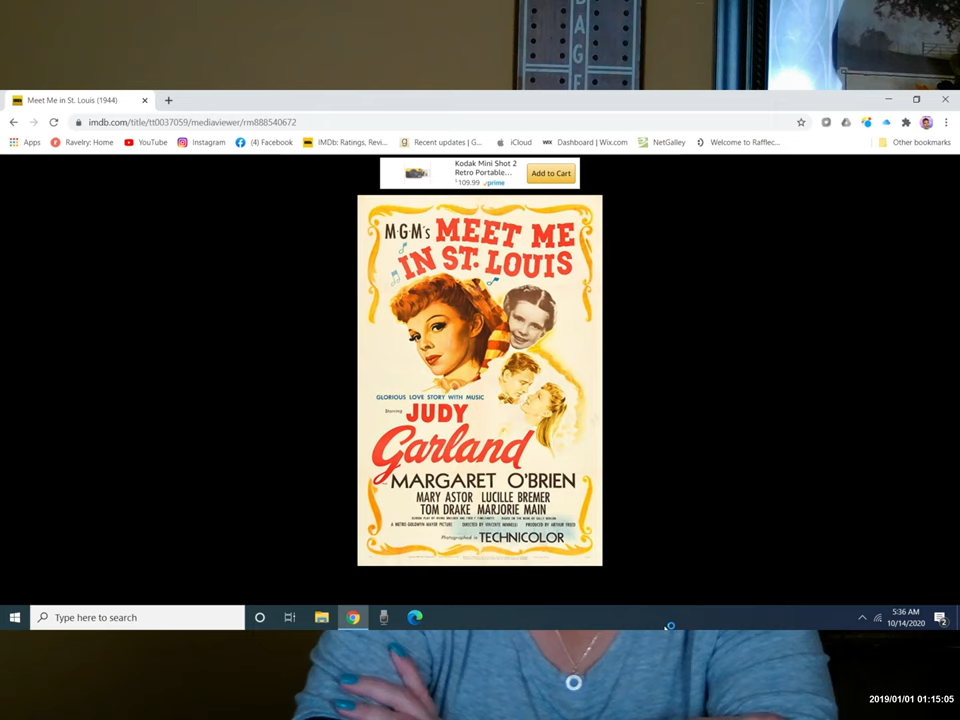 BAGE
Meet Me in St. Louis (1944)
imdb.com/title/tt0037059/mediaviewer/rm888540672
Apps Ravelry: Home YouTube Instagram (4) Facebook IMDb: Ratings, Revi... Recent updates | G... iCloud WIX Dashboard | Wix.com NetGalley Welcome to Rafflec... Other bookmarks
Kodak Mini Shot 2
Retro Portable...
$109.99 prime
Add to Cart
M-G-M's MEET ME
IN ST. LOUIS
GLORIOUS LOVE STORY WITH MUSIC
Starring JUDY
Garland
MARGARET O'BRIEN
MARY ASTOR LUCILLE BREMER
TOM DRAKE MARJORIE MAIN
A METRO-GOLDWYN-MAYER PICTURE DIRECTED BY VINCENTE MINNELLI PRODUCED BY ARTHUR FREED
Photographed in TECHNICOLOR
Type here to search
5:36 AM
10/14/2020
2
2019/01/01 01:15:05